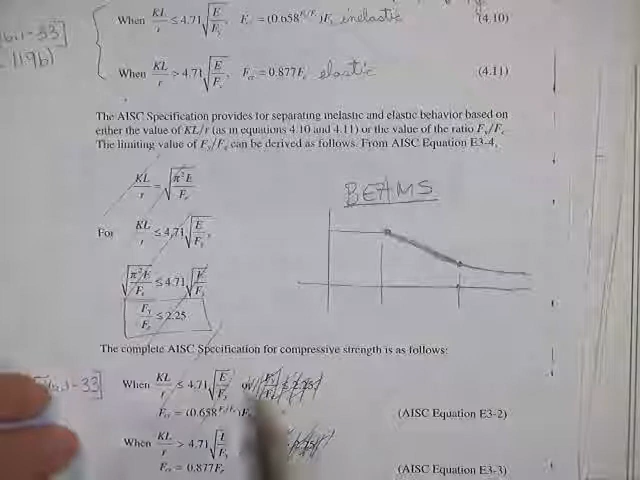 [6.1-33]
When KL/r ≤ 4.71√(E/Fy), F = (0.658^(Fy/Fe))F inelastic (4.10)
1196)
When KL/r > 4.71√(E/Fy), Fcr = 0.877Fe elastic (4.11)
The AISC Specification provides for separating inelastic and elastic behavior based on
either the value of KL/r (as in equations 4.10 and 4.11) or the value of the ratio Fy/Fe.
The limiting value of Fy/Fe can be derived as follows. From AISC Equation E3-4,
KL/r = √(π²E/Fe)
BEAMS
For KL/r ≤ 4.71√(E/Fy),
√(π²E/Fe) ≤ 4.71√(E/Fy)
Fy/Fe ≤ 2.25
The complete AISC Specification for compressive strength is as follows:
1-33] When KL/r ≤ 4.71√(E/Fy) or Fy/Fe ≤ 2.25
Fcr = (0.658^(Fy/Fe))F (AISC Equation E3-2)
When KL/r > 4.71√(E/Fy)
Fcr = 0.877Fe (AISC Equation E3-3)